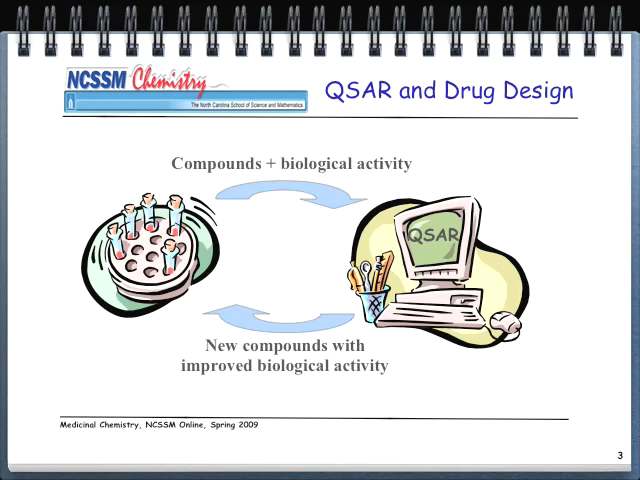 NCSSM Chemistry
The North Carolina School of Science and Mathematics
QSAR and Drug Design
Compounds + biological activity
QSAR
New compounds with
improved biological activity
Medicinal Chemistry, NCSSM Online, Spring 2009
3